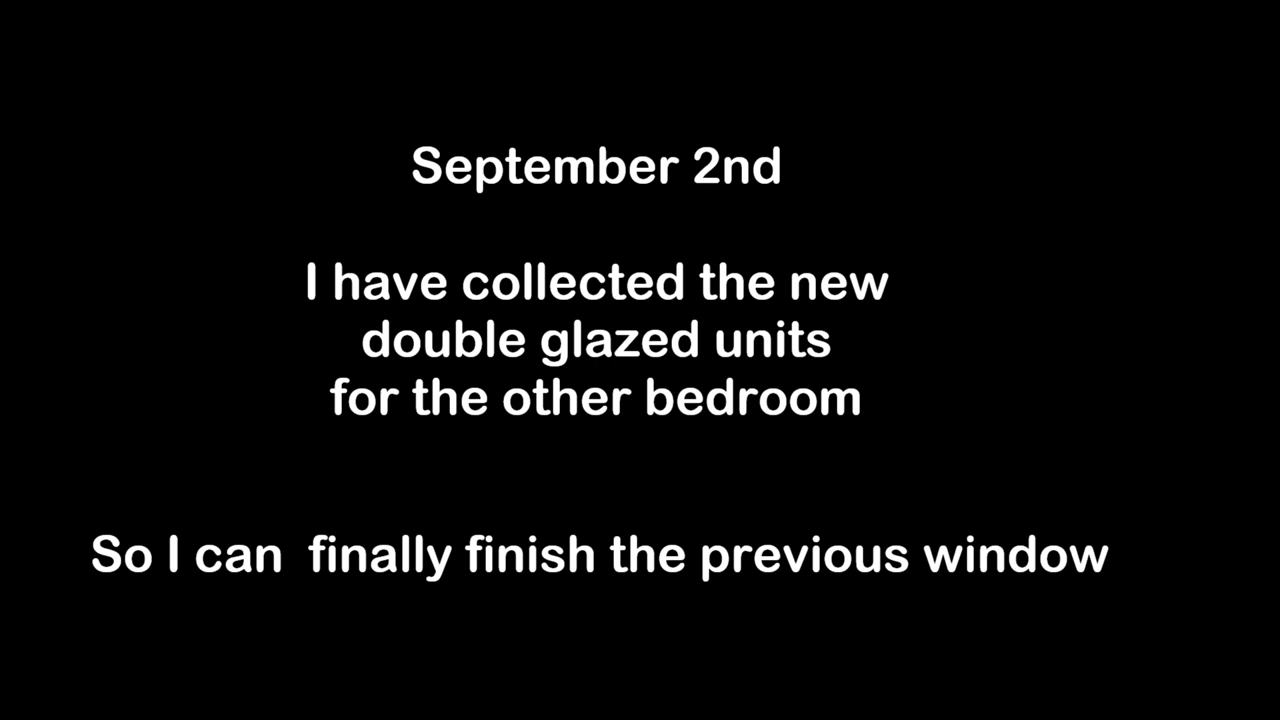 September 2nd
I have collected the new
double glazed units
for the other bedroom
So I can  finally finish the previous window